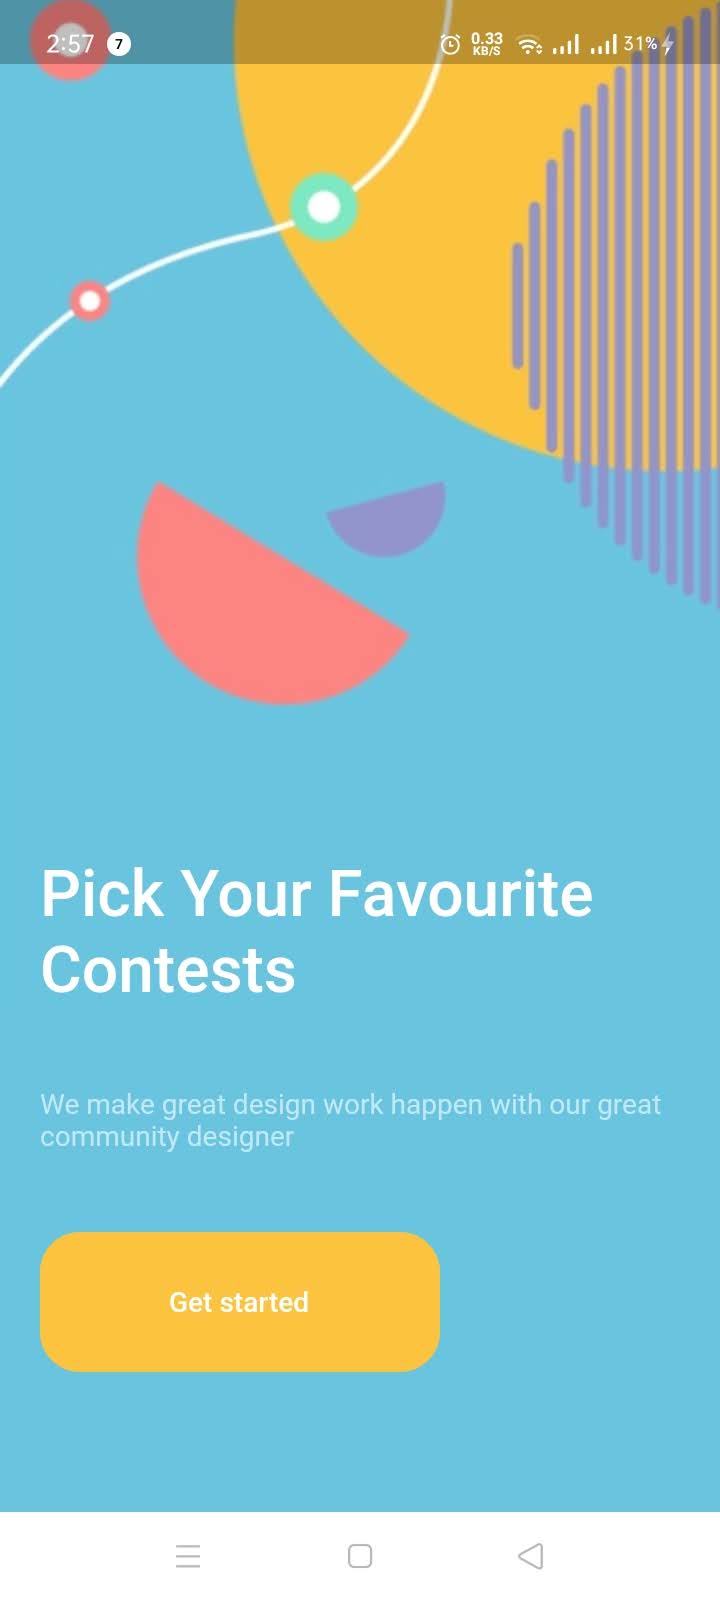 2:57 7 0.33 KB/S 31%
Pick Your Favourite
Contests
We make great design work happen with our great
community designer
Get started